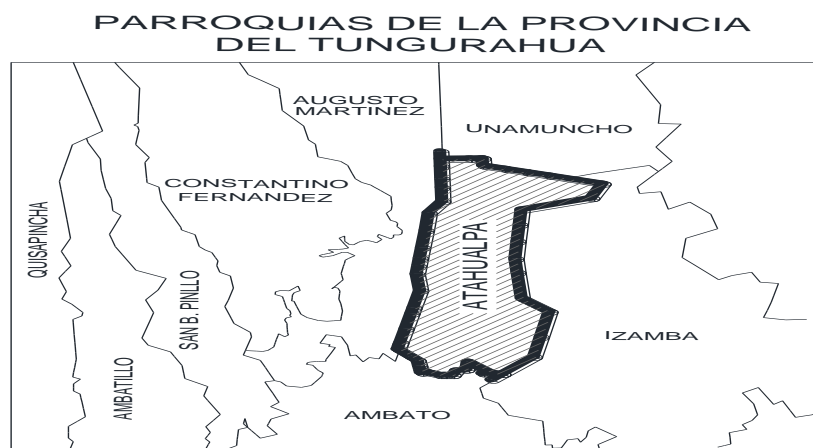 PARROQUIAS DE LA PROVINCIA
DEL TUNGURAHUA
AUGUSTO
MARTINEZ
UNAMUNCHO
CONSTANTINO
FERNANDEZ
QUISAPINCHA
ATAHUALPA
SAN B. PINLLO
IZAMBA
AMBATILLO
AMBATO